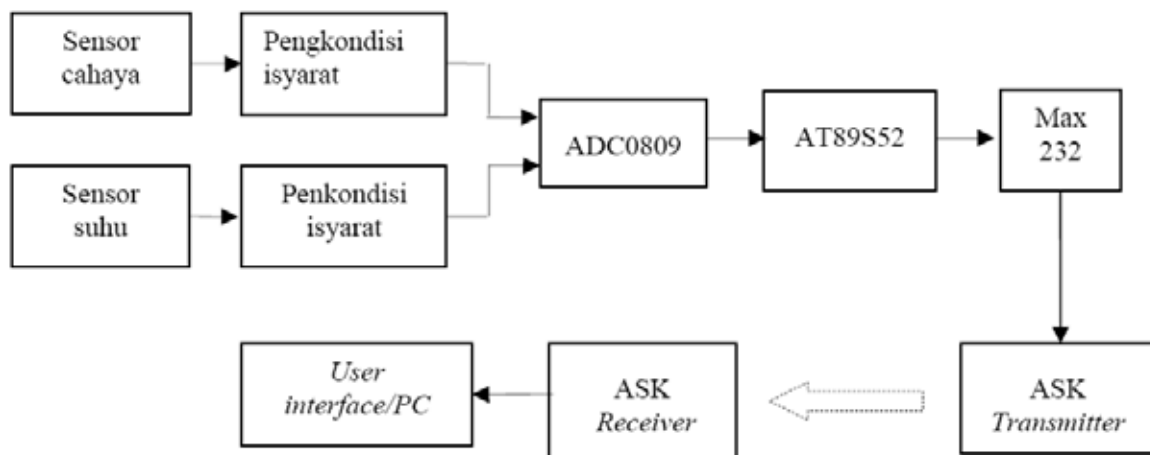 Sensor
cahaya
Pengkondisi
isyarat
ADC0809
AT89S52
Max
232
Sensor
suhu
Penkondisi
isyarat
User
interface/PC
ASK
Receiver
ASK
Transmitter